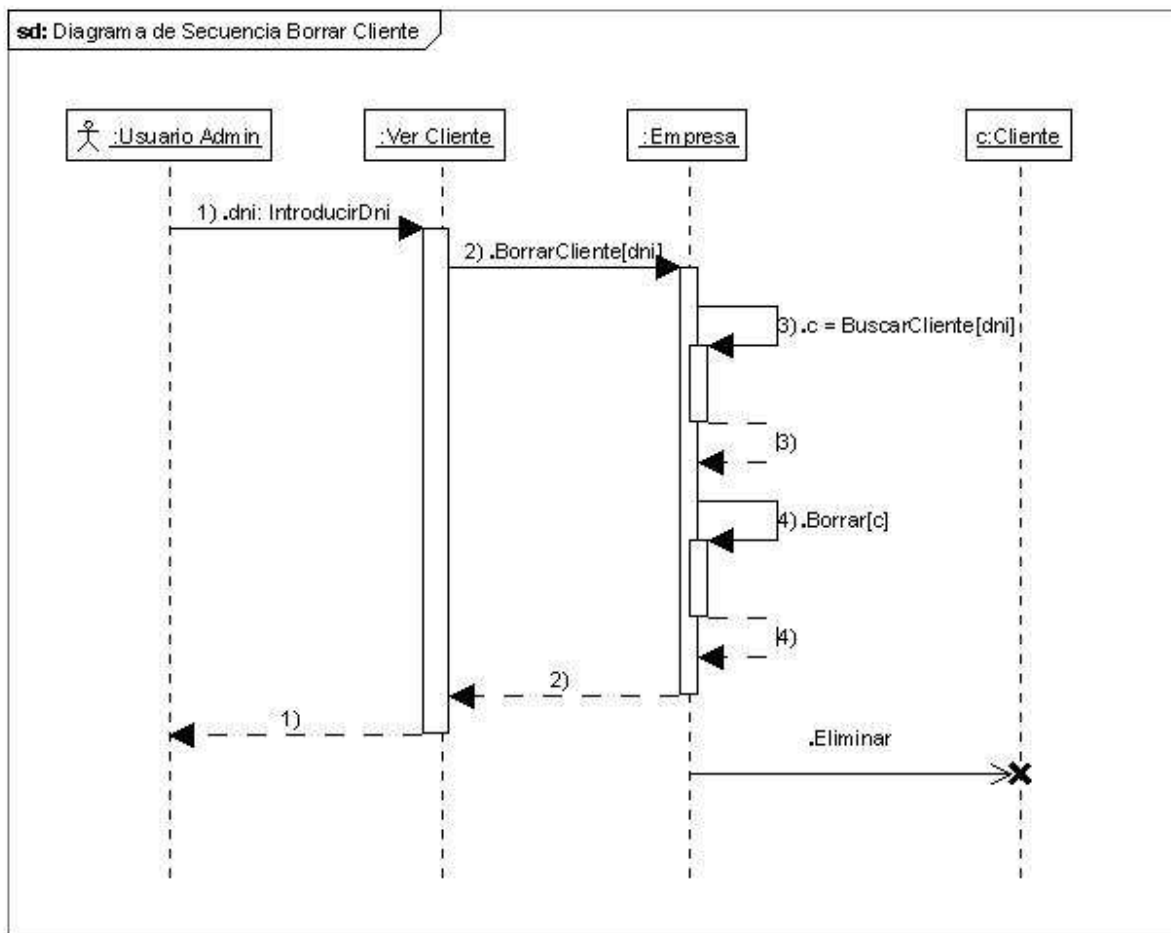 sd: Diagrama de Secuencia Borrar Cliente
:Usuario Admin
:Ver Cliente
:Empresa
c:Cliente
1) .dni: IntroducirDni
2) .BorrarCliente[dni]
3) .c = BuscarCliente[dni]
3)
4) .Borrar[c]
4)
2)
1)
.Eliminar